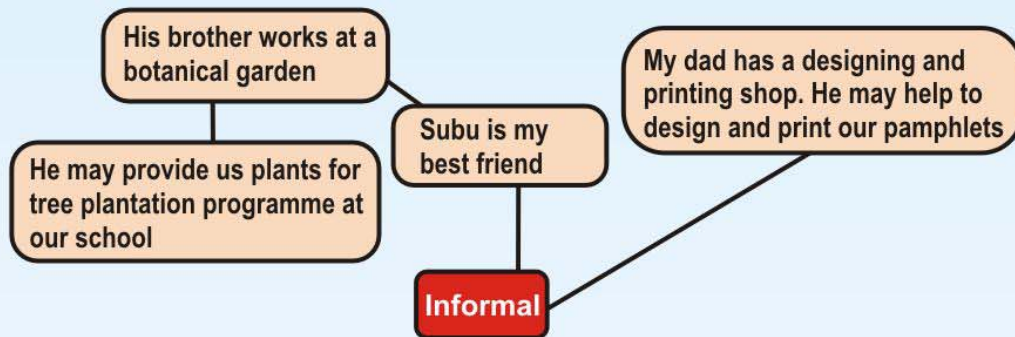 His brother works at a
botanical garden
My dad has a designing and
printing shop. He may help to
design and print our pamphlets
Subu is my
best friend
He may provide us plants for
tree plantation programme at
our school
Informal